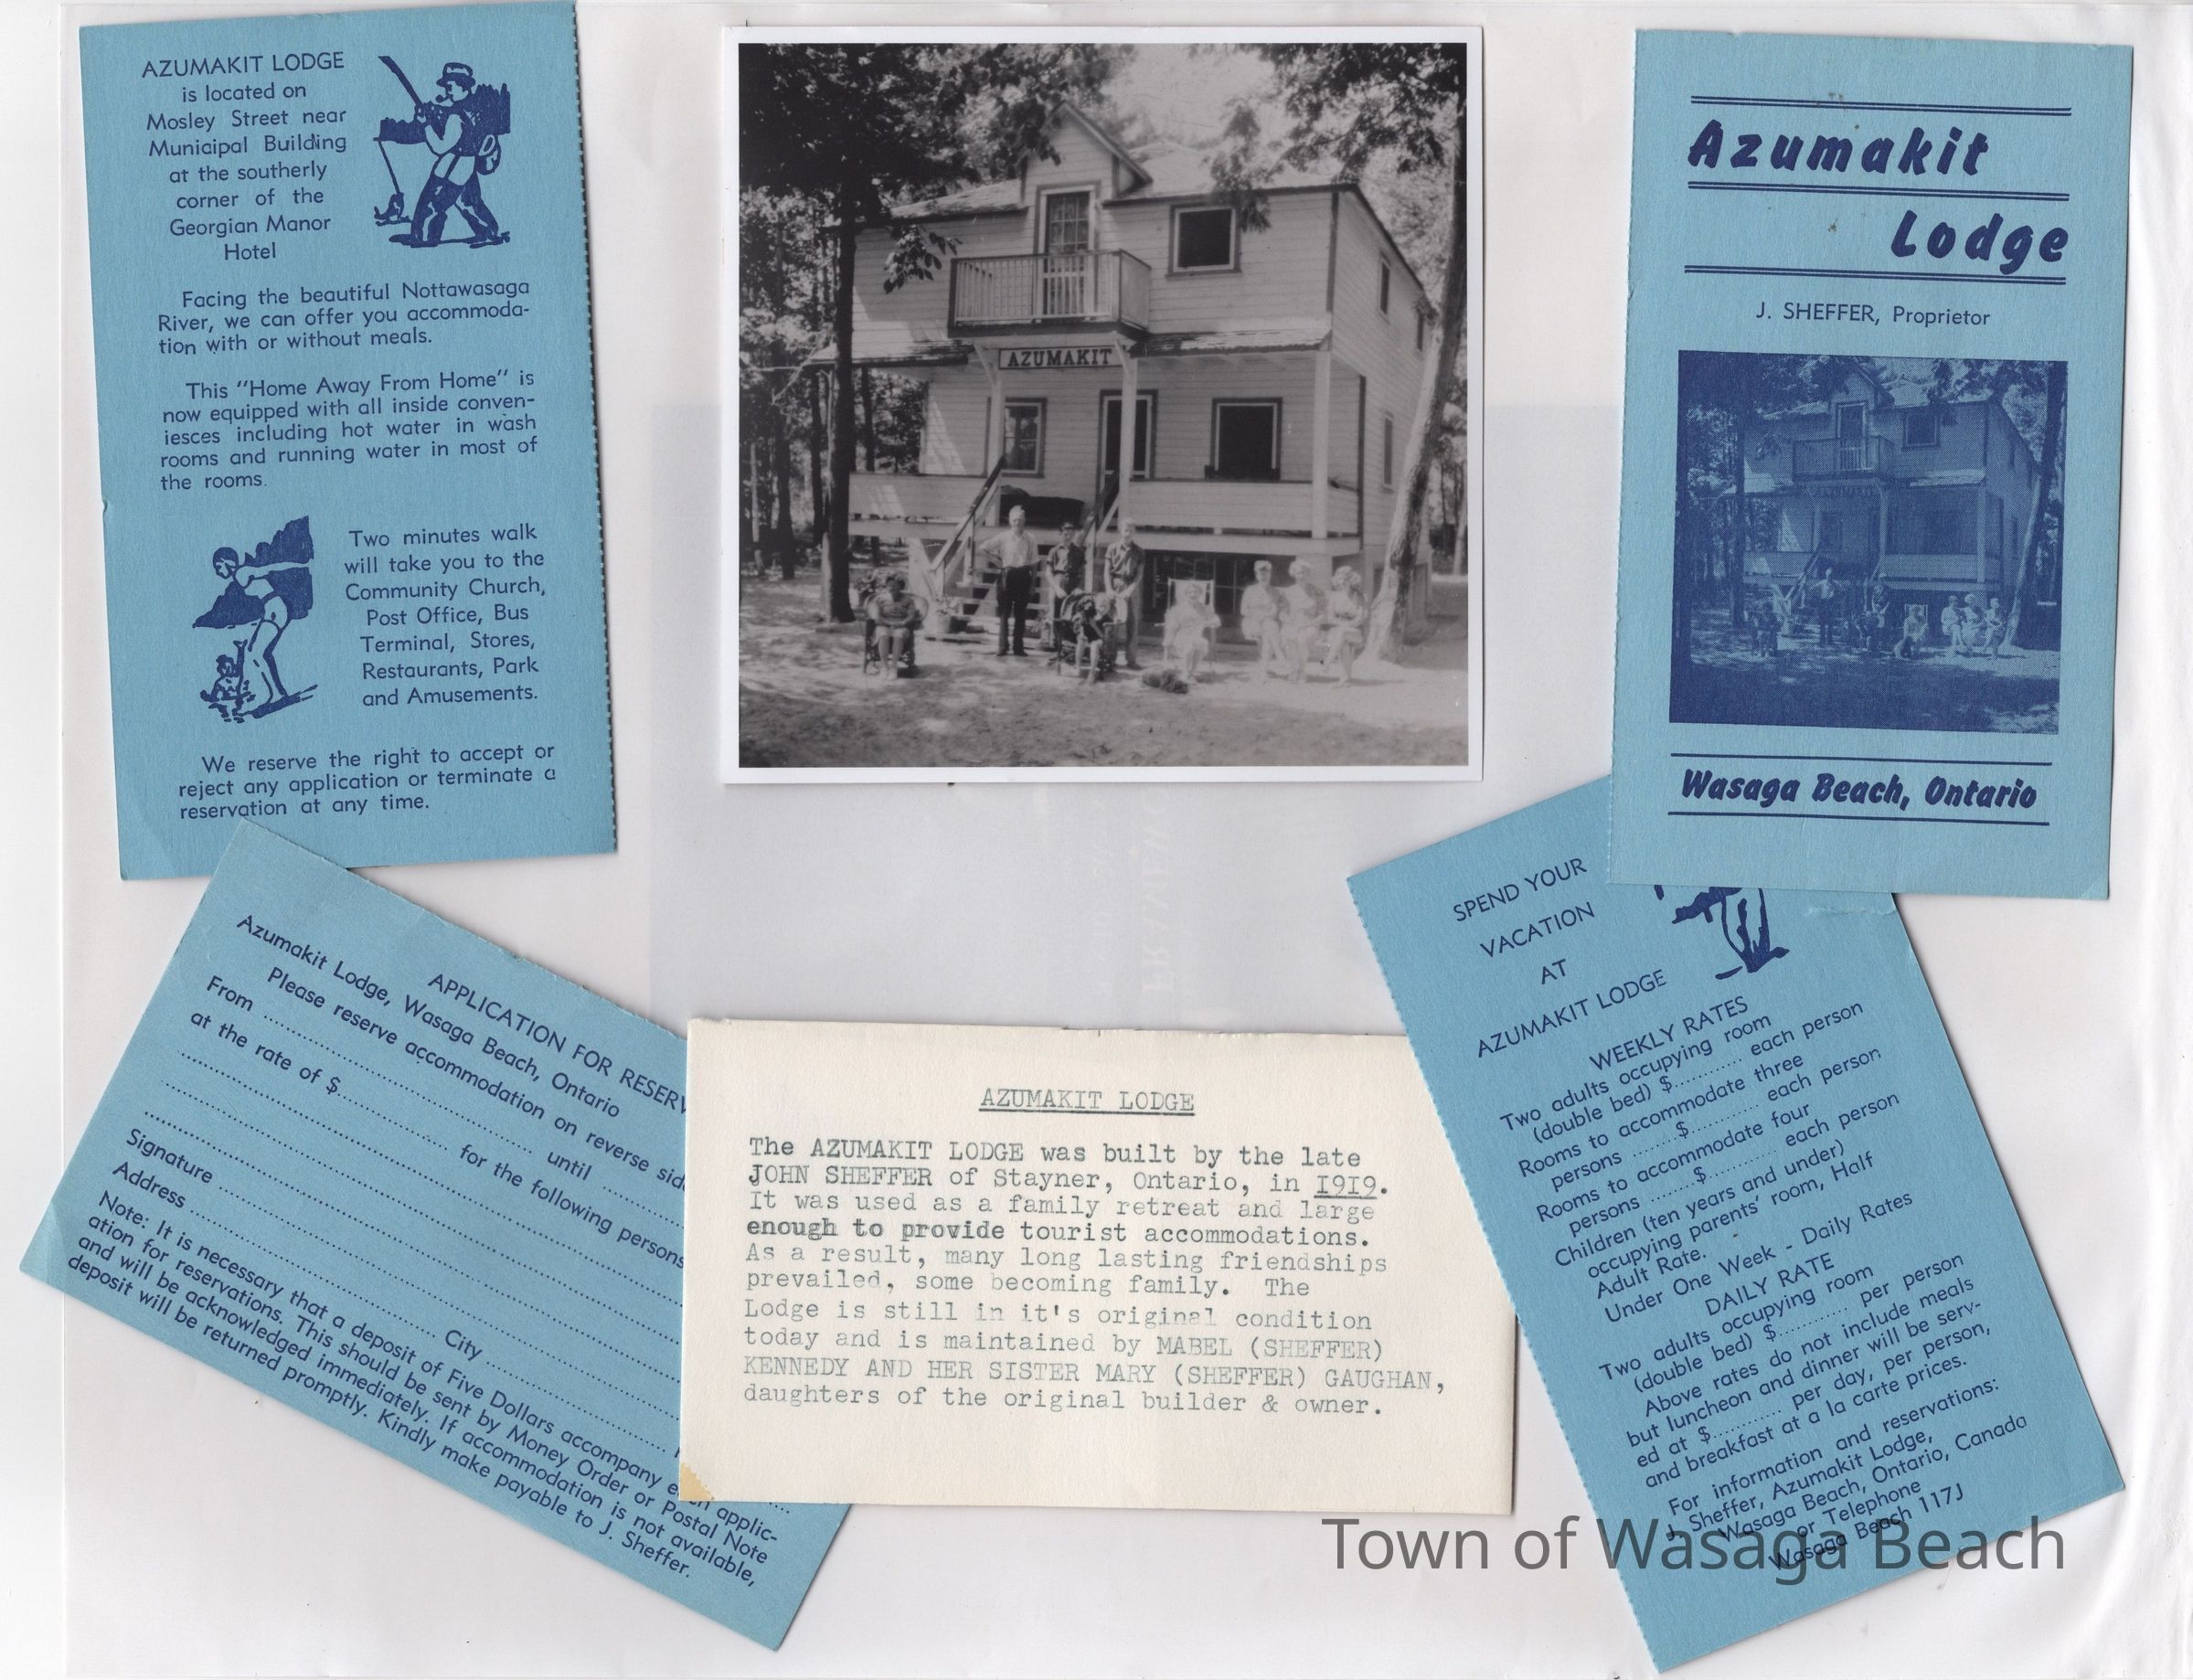 AZUMAKIT LODGE
is located on
Mosley Street near
Muniaipal Building
at the southerly
corner of the
Georgian Manor
Hotel
Facing the beautiful Nottawasaga
River, we can offer you accommoda-
tion with or without meals.
This "Home Away From Home" is
now equipped with all inside conven-
iesces including hot water in wash
rooms and running water in most of
the rooms.
Two minutes walk
will take you to the
Community Church,
Post Office, Bus
Terminal, Stores,
Restaurants, Park
and Amusements.
We reserve the right to accept or
reject any application or terminate a
reservation at any time.
AZUMAKIT
Azumakit
Lodge
J. SHEFFER, Proprietor
Wasaga Beach, Ontario
APPLICATION FOR RESERV
Azumakit Lodge, Wasaga Beach, Ontario
Please reserve accommodation on reverse side
From .......... until ..........
at the rate of $.......... for the following persons
Signature ..........
Address .......... City ..........
Note: It is necessary that a deposit of Five Dollars accompany each applic-
ation for reservations. This should be sent by Money Order or Postal Note
and will be acknowledged immediately. If accommodation is not available,
deposit will be returned promptly. Kindly make payable to J. Sheffer.
AZUMAKIT LODGE
The AZUMAKIT LODGE was built by the late
JOHN SHEFFER of Stayner, Ontario, in 1919.
It was used as a family retreat and large
enough to provide tourist accommodations.
As a result, many long lasting friendships
prevailed, some becoming family. The
Lodge is still in it's original condition
today and is maintained by MABEL (SHEFFER)
KENNEDY AND HER SISTER MARY (SHEFFER) GAUGHAN,
daughters of the original builder & owner.
SPEND YOUR
VACATION
AT
AZUMAKIT LODGE
WEEKLY RATES
Two adults occupying room
(double bed) $.......... each person
Rooms to accommodate three
persons ......$.......... each person
Rooms to accommodate four
persons ......$.......... each person
Children (ten years and under)
occupying parents' room, Half
Adult Rate.
Under One Week - Daily Rates
DAILY RATE
Two adults occupying room
(double bed) $.......... per person
Above rates do not include meals
but luncheon and dinner will be serv-
ed at $.......... per day, per person,
and breakfast at a la carte prices.
For information and reservations:
J. Sheffer, Azumakit Lodge,
Wasaga Beach, Ontario, Canada
or Telephone
Wasaga Beach 117J
Town of Wasaga Beach